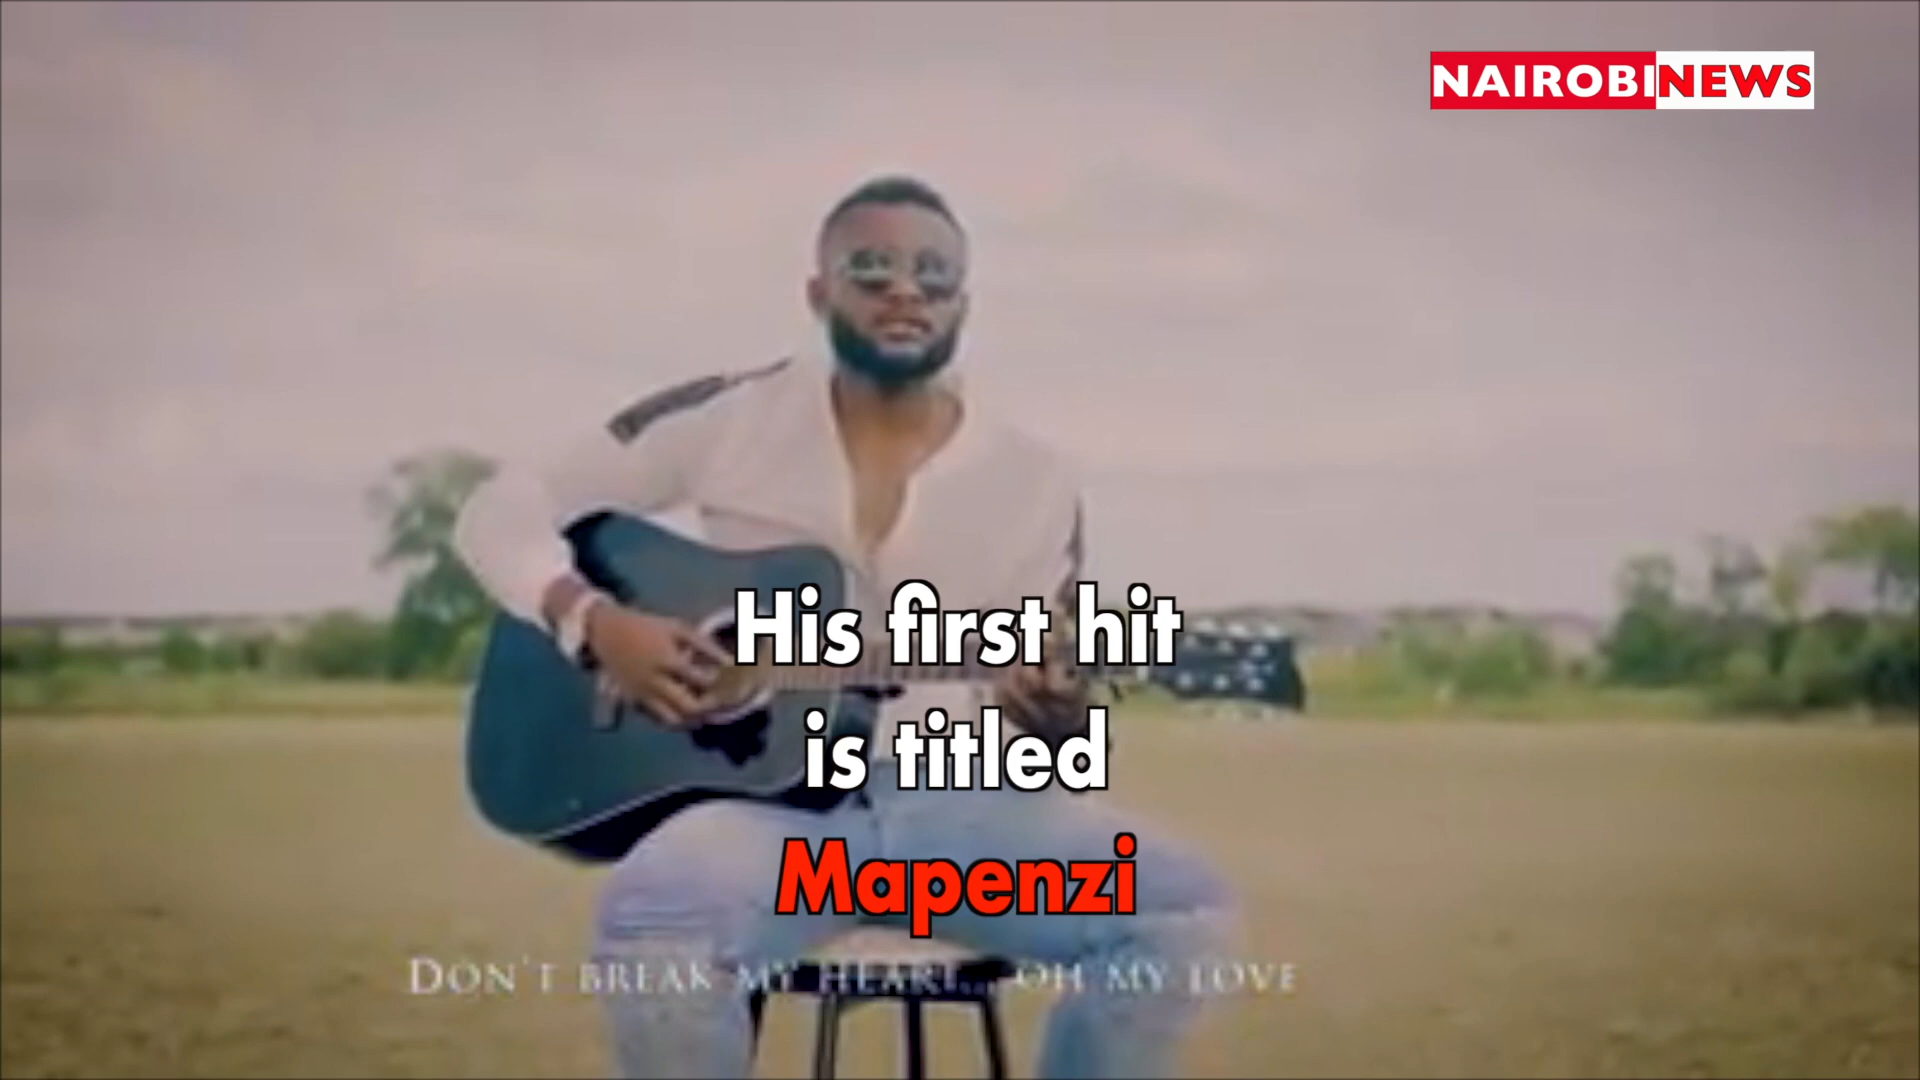 NAIROBINEWS
His first hit
is titled
Mapenzi
DON'T BREAK MY HEART... OH MY LOVE